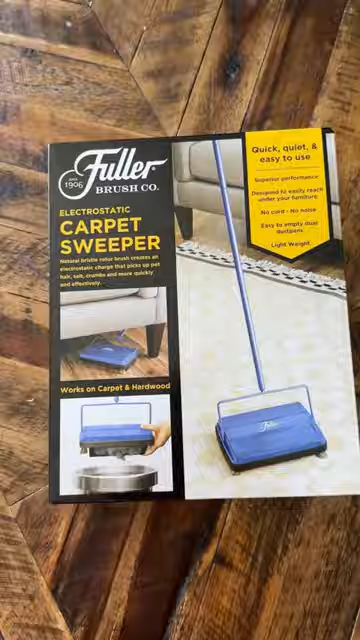 Fuller®
SINCE
1906
BRUSH CO.
ELECTROSTATIC
CARPET
SWEEPER
Natural bristle rotor brush creates an
electrostatic charge that picks up pet
hair, salt, crumbs and more quickly
and effectively.
Works on Carpet & Hardwood
Quick, quiet, &
easy to use
Superior performance
Designed to easily reach
under your furniture
No cord - No noise
Easy to empty dual
dustpans
Light Weight
Fuller